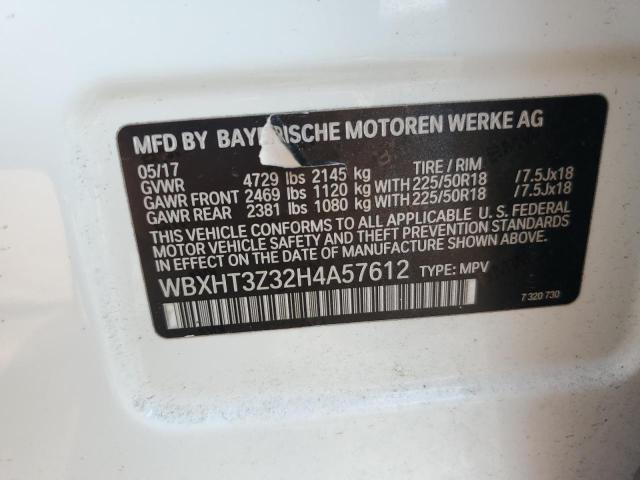 MFD BY BAYERISCHE MOTOREN WERKE AG
05/17 TIRE / RIM
GVWR 4729 lbs 2145 kg
GAWR FRONT 2469 lbs 1120 kg WITH 225/50R18 /7.5Jx18
GAWR REAR 2381 lbs 1080 kg WITH 225/50R18 /7.5Jx18
THIS VEHICLE CONFORMS TO ALL APPLICABLE U.S. FEDERAL
MOTOR VEHICLE SAFETY AND THEFT PREVENTION STANDARDS
IN EFFECT ON THE DATE OF MANUFACTURE SHOWN ABOVE.
WBXHT3Z32H4A57612 TYPE: MPV
7 320 730